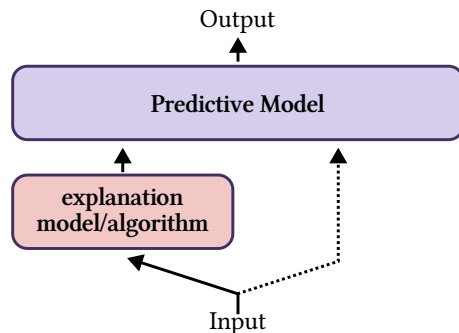 Output
Predictive Model
explanation
model/algorithm
Input